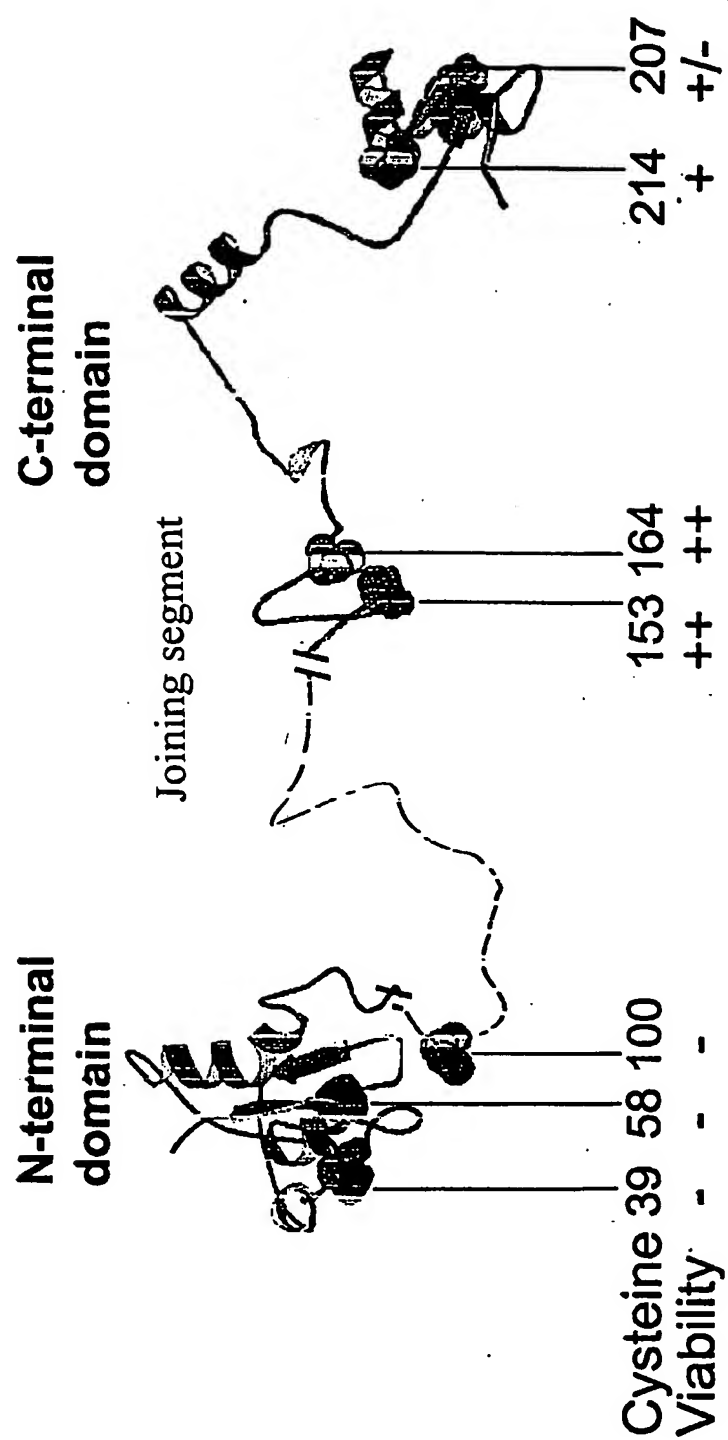 N-terminal
domain
Joining segment
C-terminal
domain
Cysteine 39 58 100 153 164 214 207
Viability - - - ++ ++ + +/-